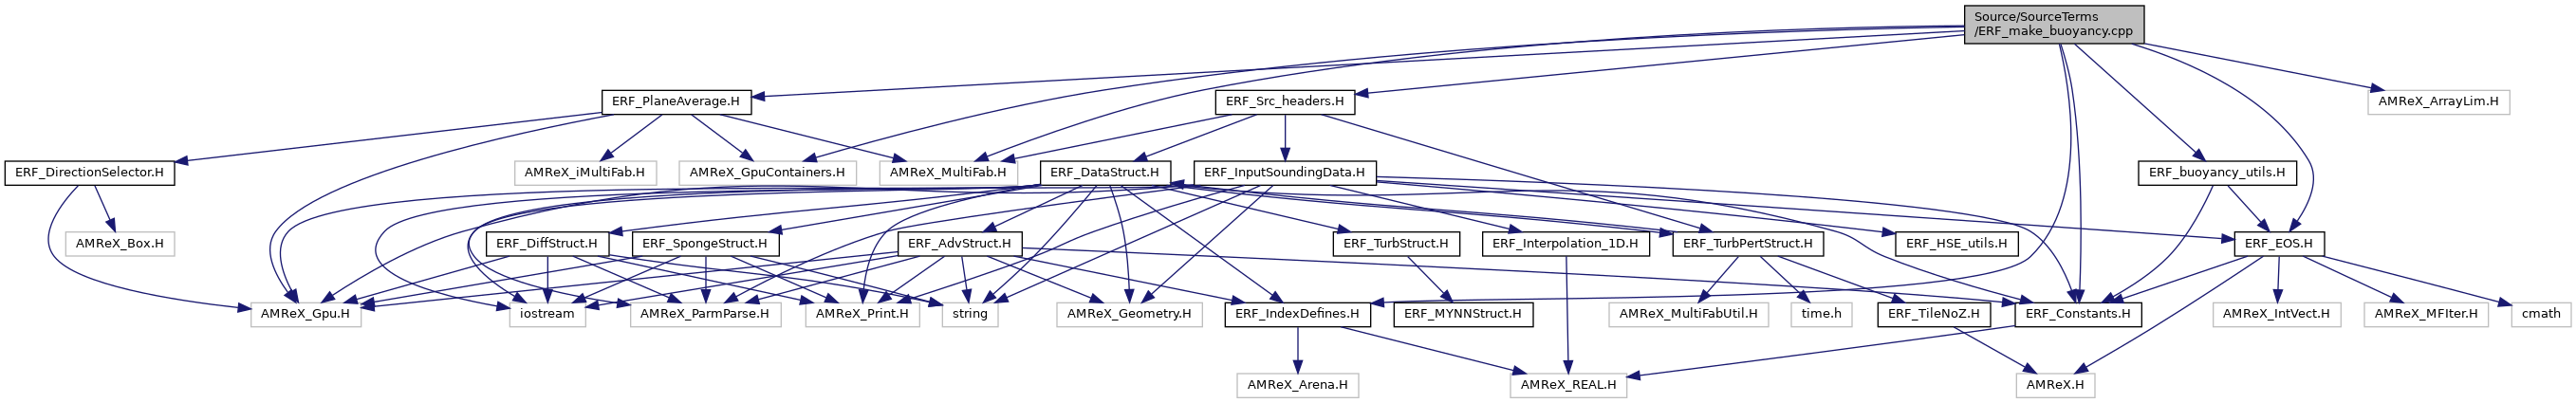 Source/SourceTerms
/ERF_make_buoyancy.cpp
ERF_PlaneAverage.H
ERF_Src_headers.H
AMReX_ArrayLim.H
ERF_DirectionSelector.H
AMReX_iMultiFab.H
AMReX_GpuContainers.H
AMReX_MultiFab.H
ERF_DataStruct.H
ERF_InputSoundingData.H
ERF_buoyancy_utils.H
AMReX_Box.H
ERF_DiffStruct.H
ERF_SpongeStruct.H
ERF_AdvStruct.H
ERF_TurbStruct.H
ERF_Interpolation_1D.H
ERF_TurbPertStruct.H
ERF_HSE_utils.H
ERF_EOS.H
AMReX_Gpu.H
iostream
AMReX_ParmParse.H
AMReX_Print.H
string
AMReX_Geometry.H
ERF_IndexDefines.H
ERF_MYNNStruct.H
AMReX_MultiFabUtil.H
time.h
ERF_TileNoZ.H
ERF_Constants.H
AMReX_IntVect.H
AMReX_MFIter.H
cmath
AMReX_Arena.H
AMReX_REAL.H
AMReX.H